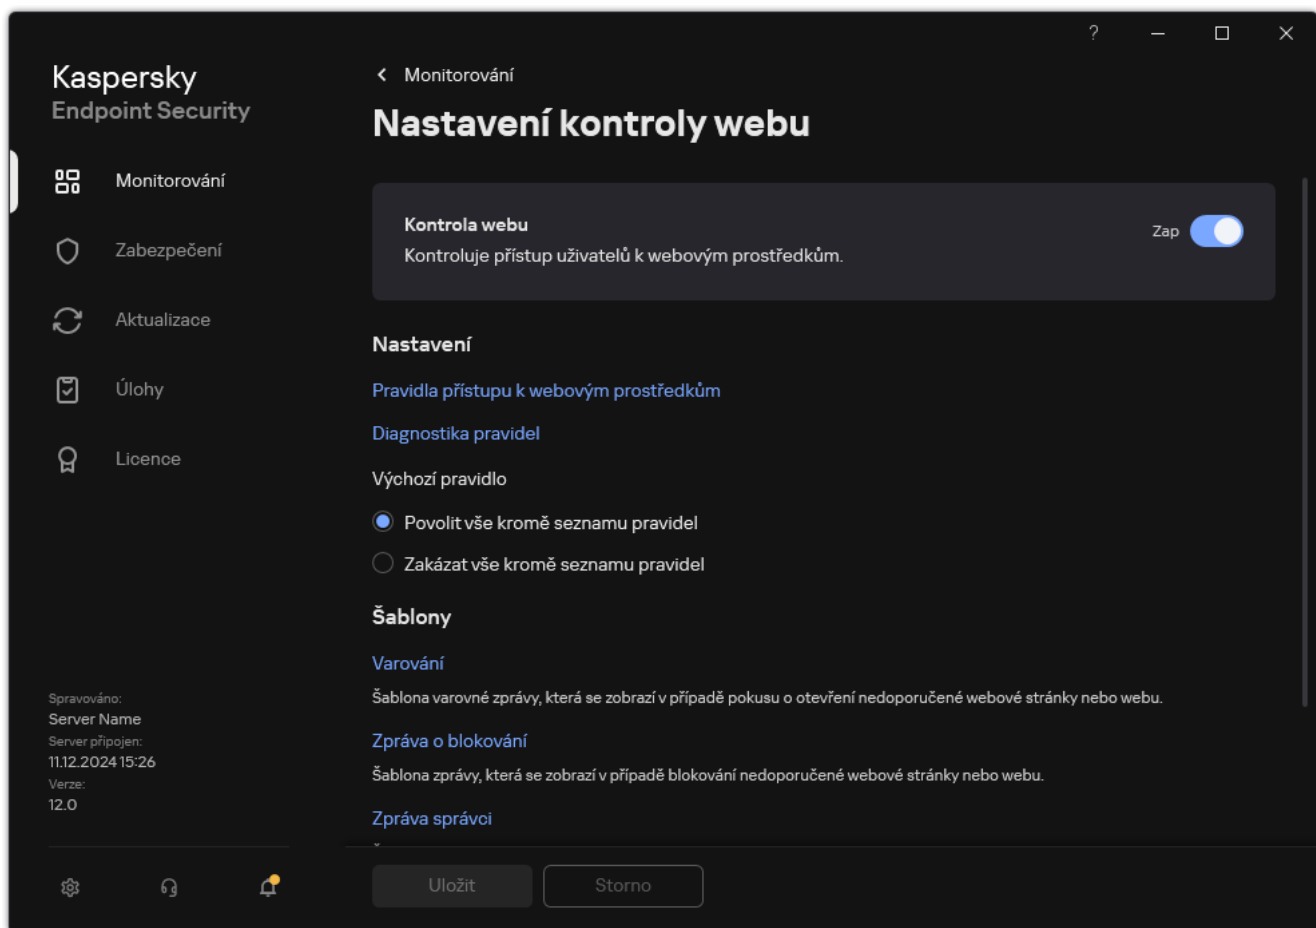 ?
Kaspersky
Endpoint Security
Monitorování
Zabezpečení
Aktualizace
Úlohy
Licence
Spravováno:
Server Name
Server připojen:
11.12.2024 15:26
Verze:
12.0
Monitorování
Nastavení kontroly webu
Kontrola webu
Kontroluje přístup uživatelů k webovým prostředkům.
Zap
Nastavení
Pravidla přístupu k webovým prostředkům
Diagnostika pravidel
Výchozí pravidlo
Povolit vše kromě seznamu pravidel
Zakázat vše kromě seznamu pravidel
Šablony
Varování
Šablona varovné zprávy, která se zobrazí v případě pokusu o otevření nedoporučené webové stránky nebo webu.
Zpráva o blokování
Šablona zprávy, která se zobrazí v případě blokování nedoporučené webové stránky nebo webu.
Zpráva správci
Uložit
Storno